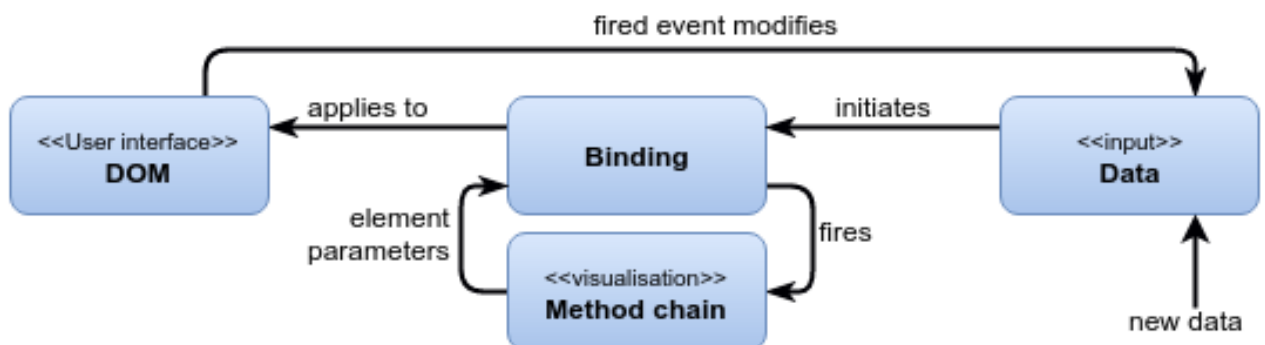 fired event modifies
applies to
initiates
<<User interface>>
DOM
Binding
<<input>>
Data
element
parameters
fires
<<visualisation>>
Method chain
new data